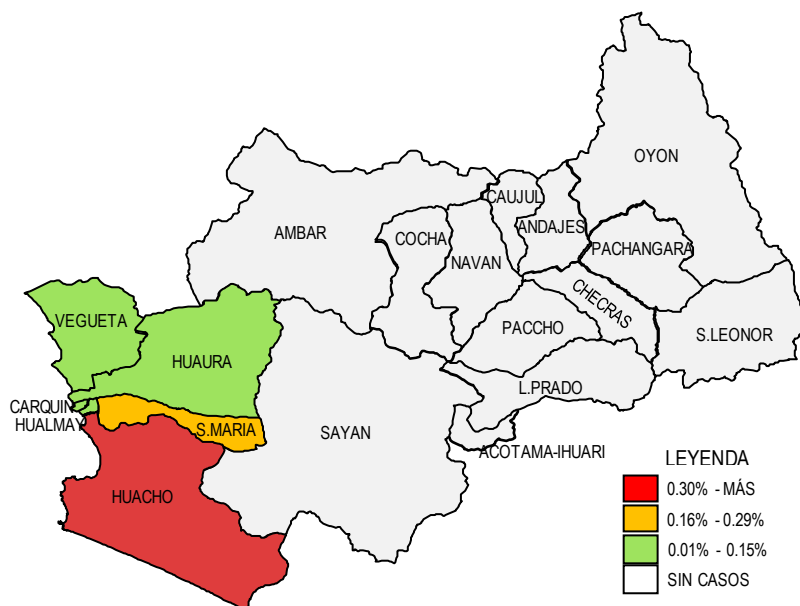 OYON
CAUJUL
AMBAR
COCHA
ANDAJES
PACHANGARA
NAVAN
CHECRAS
VEGUETA
PACCHO
S.LEONOR
HUAURA
L.PRADO
CARQUIN
HUALMAY
S.MARIA
SAYAN
ACOTAMA-IHUARI
HUACHO
LEYENDA
0.30% - MÁS
0.16% - 0.29%
0.01% - 0.15%
SIN CASOS